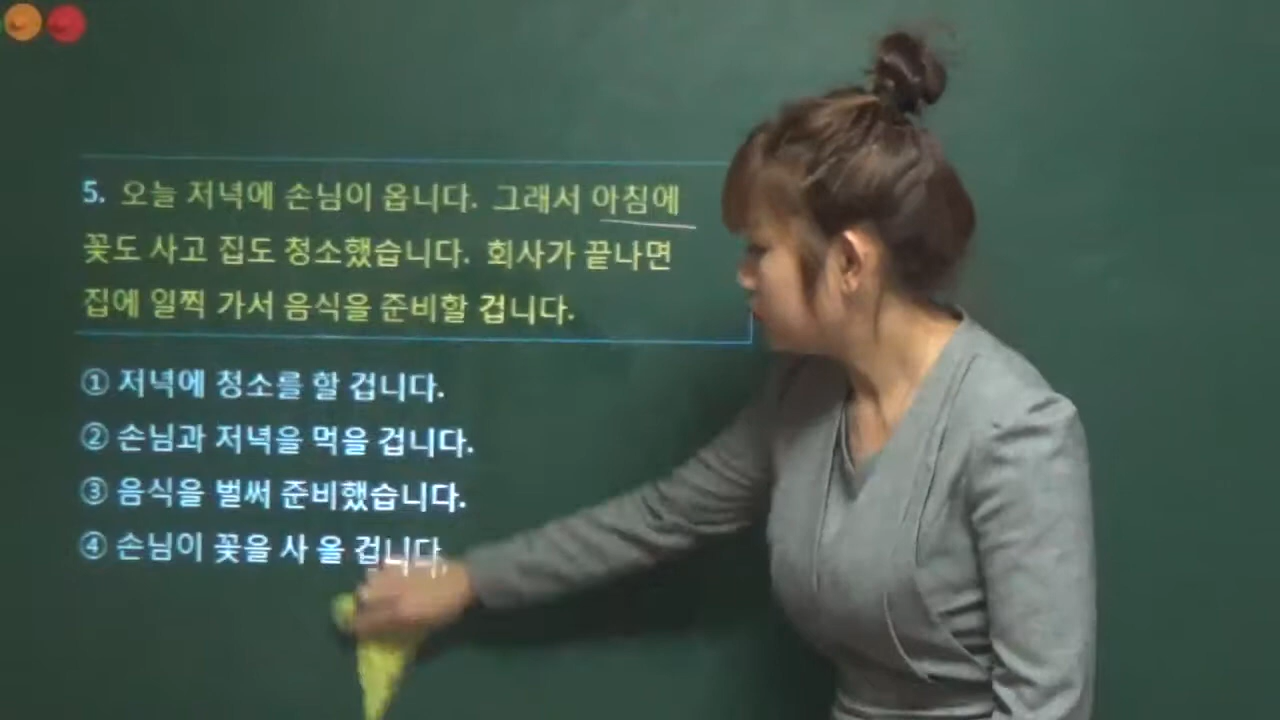 5. 오늘 저녁에 손님이 옵니다. 그래서 아침에
꽃도 사고 집도 청소했습니다. 회사가 끝나면
집에 일찍 가서 음식을 준비할 겁니다.
① 저녁에 청소를 할 겁니다.
② 손님과 저녁을 먹을 겁니다.
③ 음식을 벌써 준비했습니다.
④ 손님이 꽃을 사 올 겁니다.